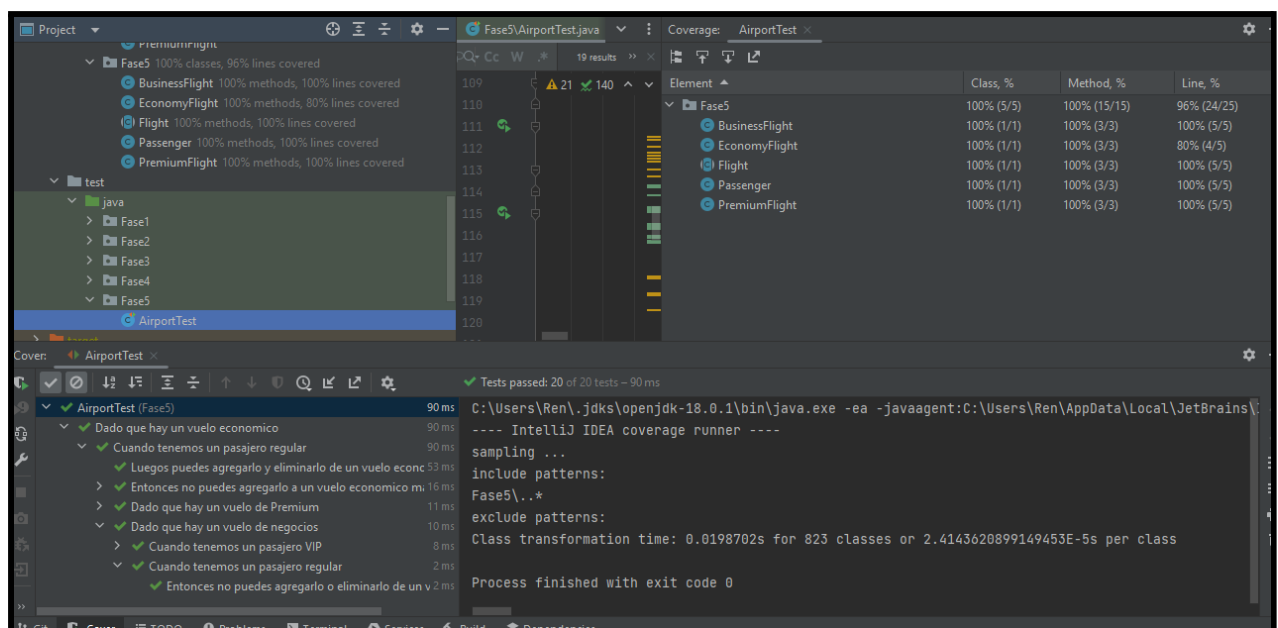 Project
PremiumFlight
Fase5 100% classes, 96% lines covered
BusinessFlight 100% methods, 100% lines covered
EconomyFlight 100% methods, 80% lines covered
Flight 100% methods, 100% lines covered
Passenger 100% methods, 100% lines covered
PremiumFlight 100% methods, 100% lines covered
test
java
Fase1
Fase2
Fase3
Fase4
Fase5
AirportTest
target
Fase5\AirportTest.java
Cc W .* 19 results
109 21 140
110
111
112
113
114
115
116
117
118
119
120
Coverage: AirportTest
Element Class, % Method, % Line, %
Fase5 100% (5/5) 100% (15/15) 96% (24/25)
BusinessFlight 100% (1/1) 100% (3/3) 100% (5/5)
EconomyFlight 100% (1/1) 100% (3/3) 80% (4/5)
Flight 100% (1/1) 100% (3/3) 100% (5/5)
Passenger 100% (1/1) 100% (3/3) 100% (5/5)
PremiumFlight 100% (1/1) 100% (3/3) 100% (5/5)
Cover: AirportTest
Tests passed: 20 of 20 tests – 90 ms
AirportTest (Fase5) 90 ms
Dado que hay un vuelo economico 90 ms
Cuando tenemos un pasajero regular 90 ms
Luegos puedes agregarlo y eliminarlo de un vuelo econc 53 ms
Entonces no puedes agregarlo a un vuelo economico m 16 ms
Dado que hay un vuelo de Premium 11 ms
Dado que hay un vuelo de negocios 10 ms
Cuando tenemos un pasajero VIP 8 ms
Cuando tenemos un pasajero regular 2 ms
Entonces no puedes agregarlo o eliminarlo de un v 2 ms
C:\Users\Ren\.jdks\openjdk-18.0.1\bin\java.exe -ea -javaagent:C:\Users\Ren\AppData\Local\JetBrains\
---- IntelliJ IDEA coverage runner ----
sampling ...
include patterns:
Fase5\..*
exclude patterns:
Class transformation time: 0.0198702s for 823 classes or 2.4143620899149453E-5s per class
Process finished with exit code 0
Git Cover TODO Problems Terminal Services Build Dependencies